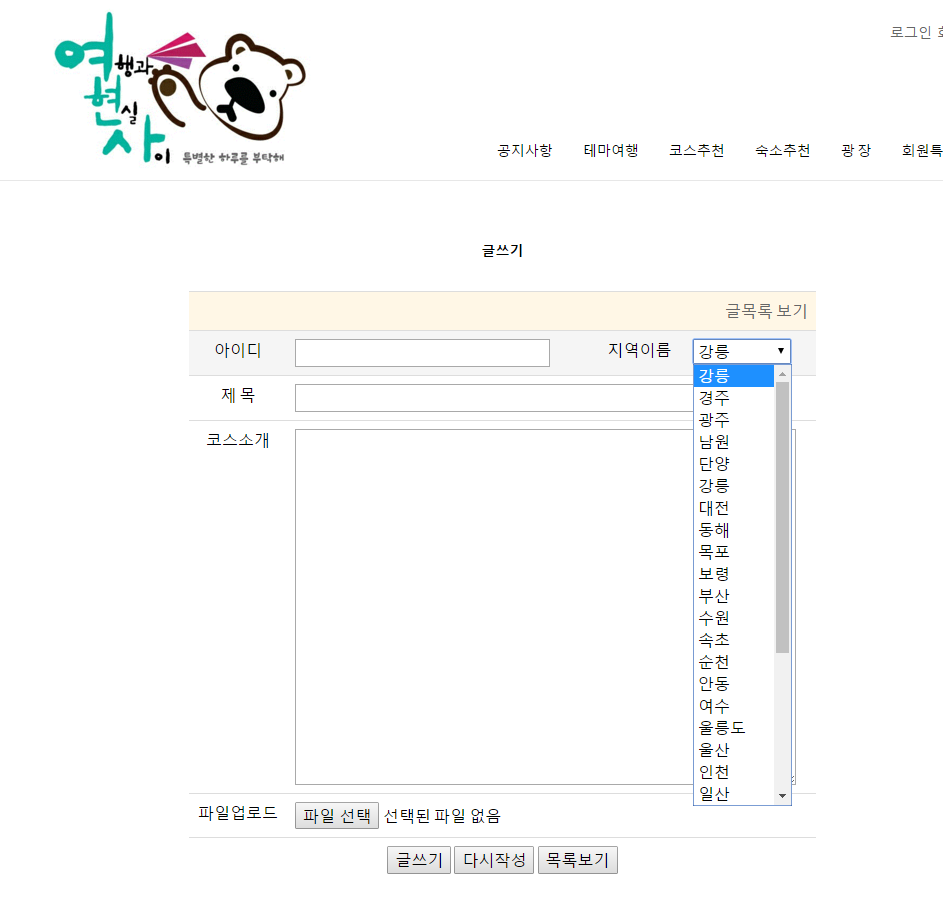 로그인
여행과
현실
사이 특별한 하루를 부탁해
공지사항 테마여행 코스추천 숙소추천 광 장 회원특
글쓰기
글목록 보기
아이디 지역이름 강릉
강릉
경주
제 목
광주
남원
코스소개
단양
강릉
대전
동해
목포
보령
부산
수원
속초
순천
안동
여수
울릉도
울산
인천
일산
파일업로드 파일 선택 선택된 파일 없음
글쓰기 다시작성 목록보기